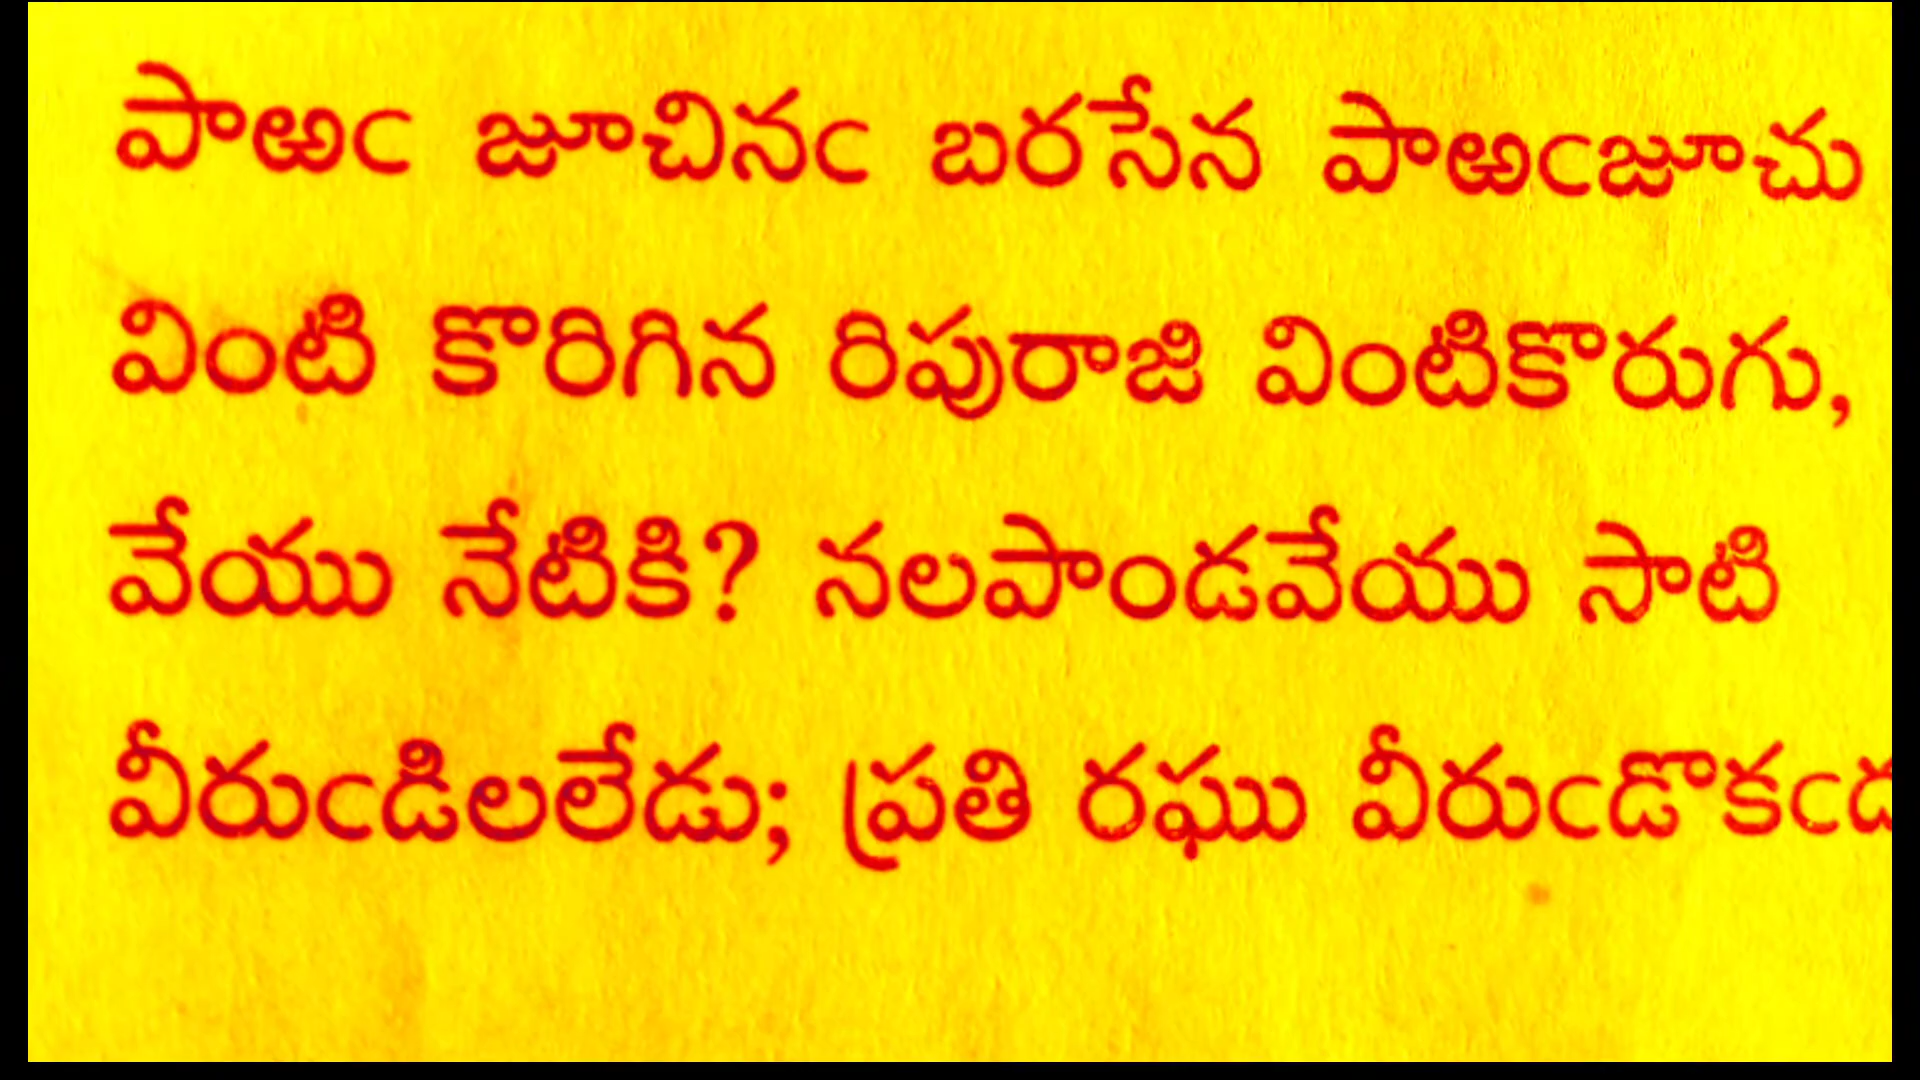 పాఱఁ జూచినఁ బరసేన పాఱఁజూచు
వింటి కొరిగిన రిపురాజి వింటికొరుగు,
వేయు నేటికి? నలపాండవేయు సాటి
వీరుఁడిలలేడు; ప్రతి రఘు వీరుఁడొకఁడ